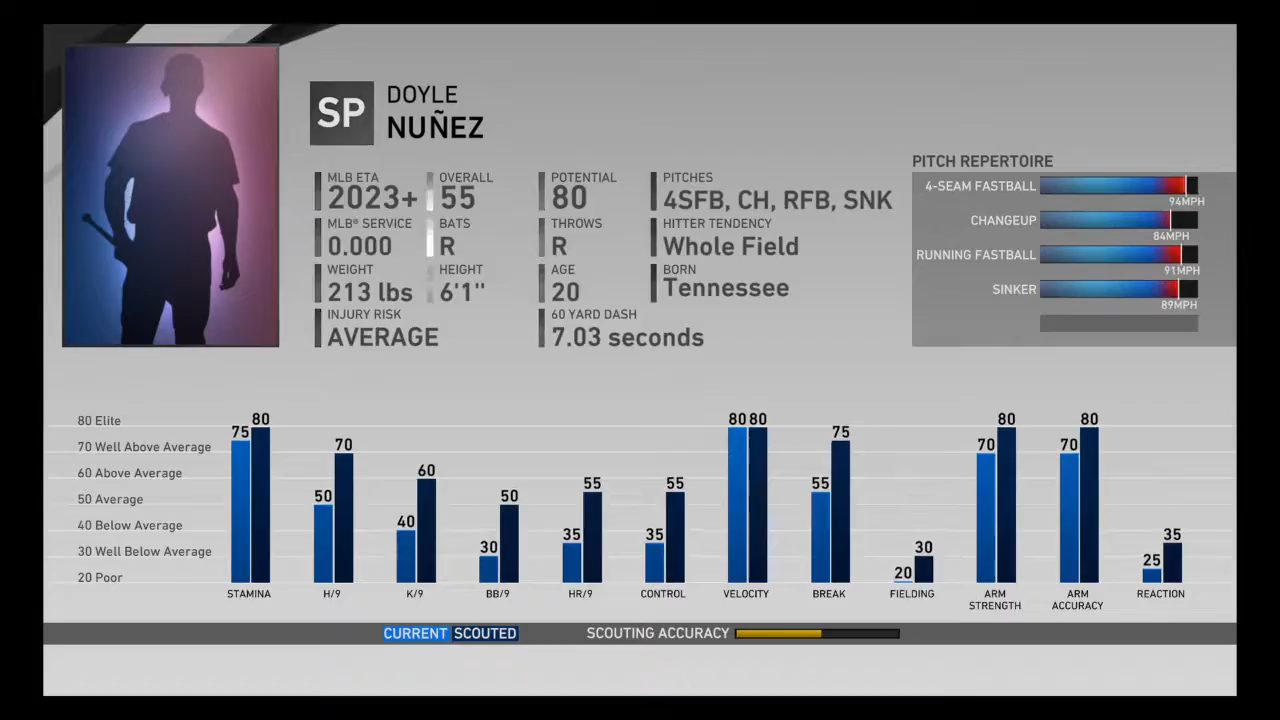 SP
DOYLE
NUÑEZ
MLB ETA
2023+
OVERALL
55
POTENTIAL
80
PITCHES
4SFB, CH, RFB, SNK
MLB® SERVICE
0.000
BATS
R
THROWS
R
HITTER TENDENCY
Whole Field
WEIGHT
213 lbs
HEIGHT
6'1"
AGE
20
BORN
Tennessee
INJURY RISK
AVERAGE
60 YARD DASH
7.03 seconds
PITCH REPERTOIRE
4-SEAM FASTBALL
94MPH
CHANGEUP
84MPH
RUNNING FASTBALL
91MPH
SINKER
89MPH
80 Elite
70 Well Above Average
60 Above Average
50 Average
40 Below Average
30 Well Below Average
20 Poor
75 80
STAMINA
50 70
H/9
40 60
K/9
30 50
BB/9
35 55
HR/9
35 55
CONTROL
80 80
VELOCITY
55 75
BREAK
20 30
FIELDING
70 80
ARM
STRENGTH
70 80
ARM
ACCURACY
25 35
REACTION
CURRENT SCOUTED
SCOUTING ACCURACY